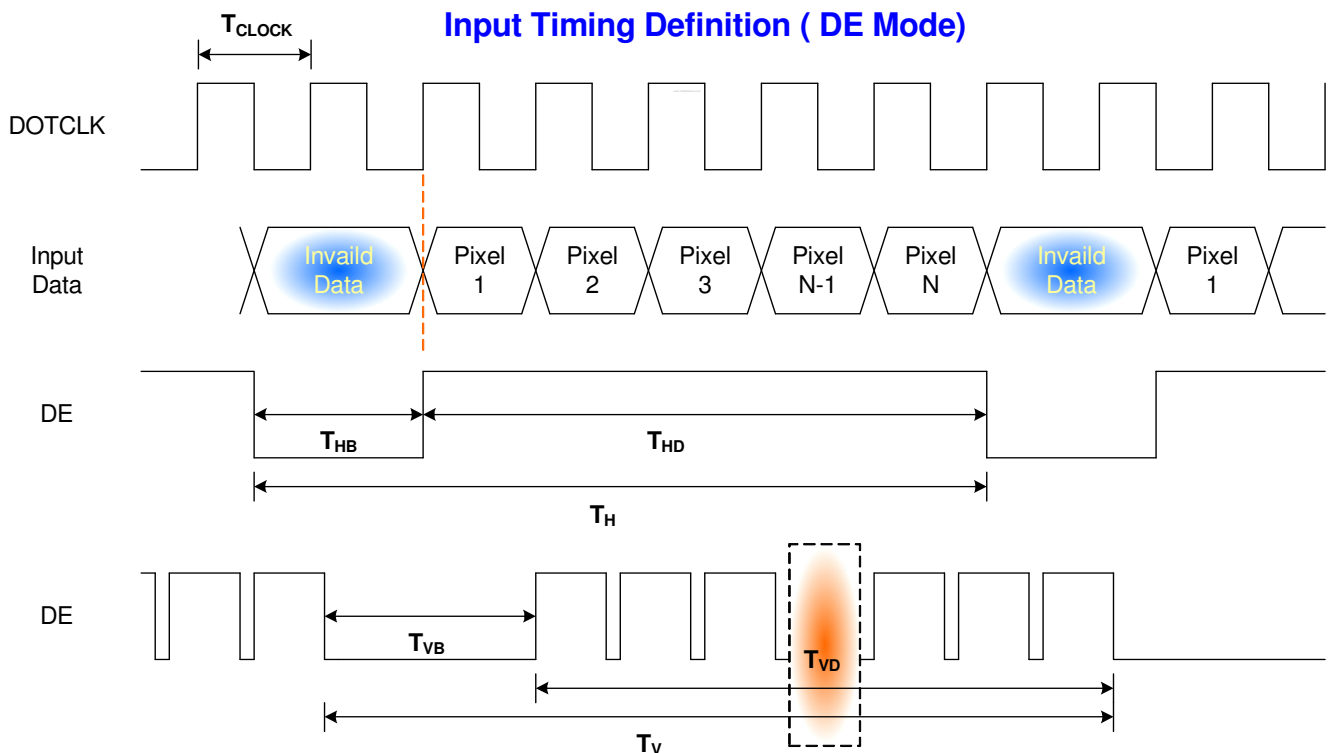 Input Timing Definition ( DE Mode)
TCLOCK
DOTCLK
Input
Data
Invaild
Data
Pixel
1
Pixel
2
Pixel
3
Pixel
N-1
Pixel
N
Invaild
Data
Pixel
1
DE
THB
THD
TH
DE
TVB
TVD
TV